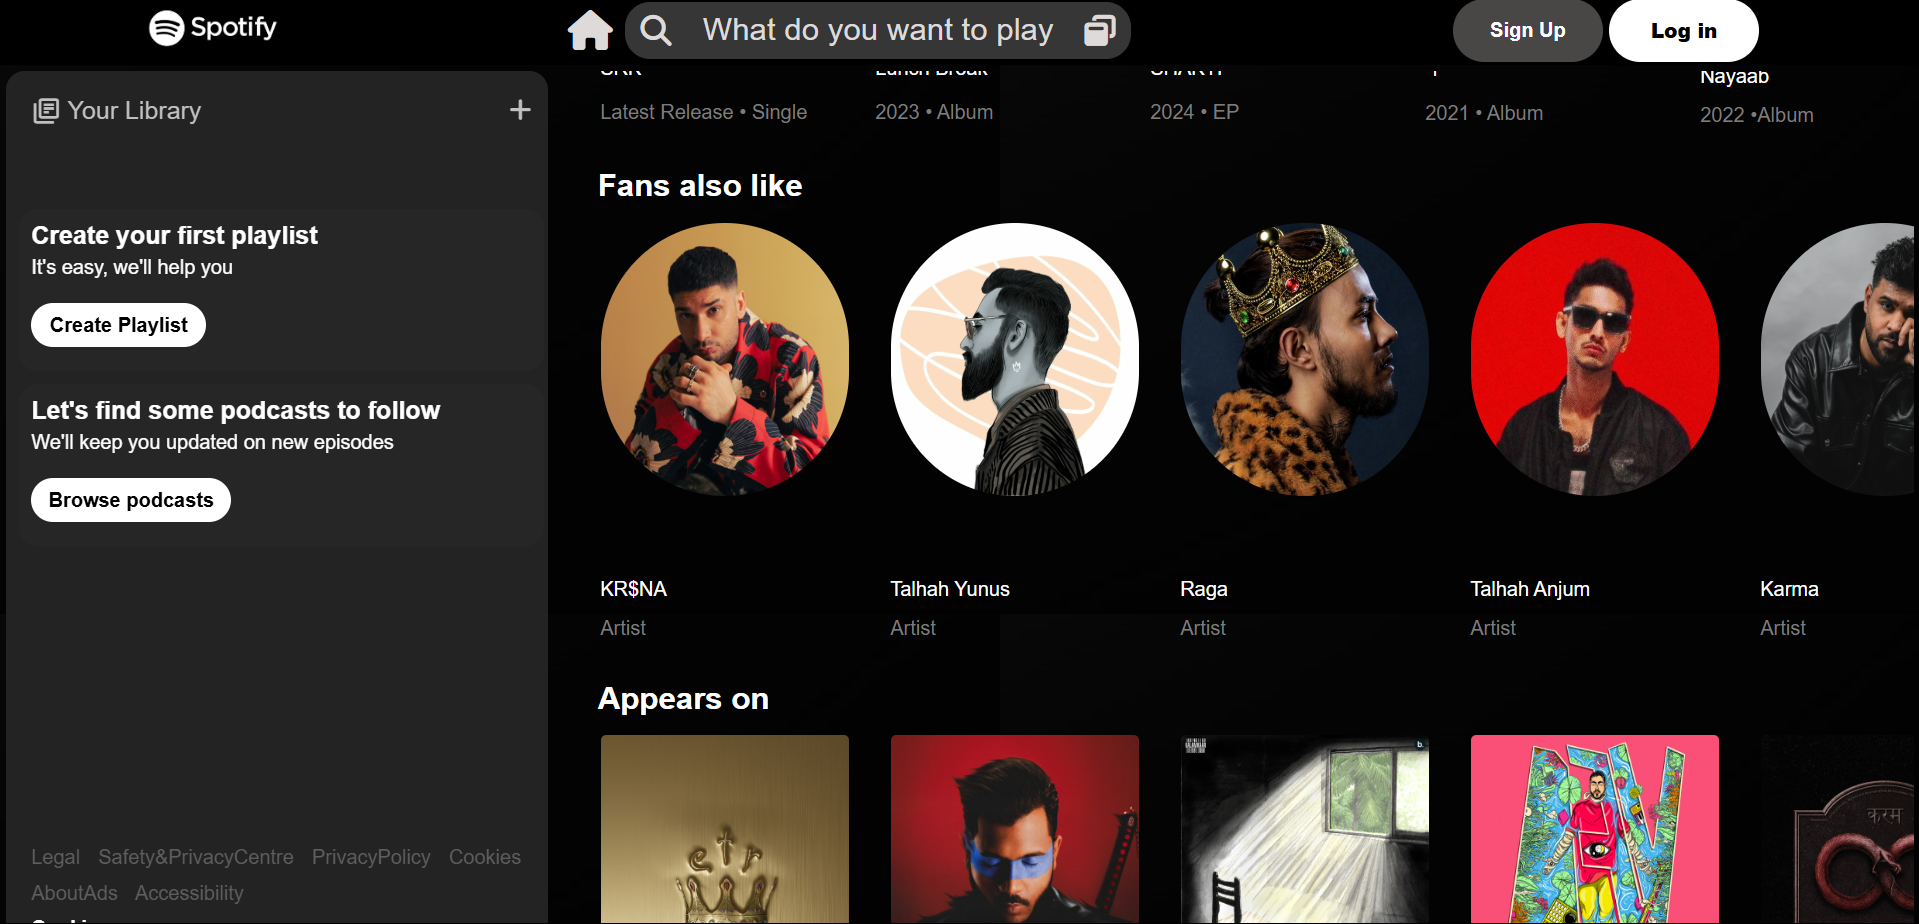 Spotify
What do you want to play
Sign Up
Log in
Your Library
Create your first playlist
It's easy, we'll help you
Create Playlist
Let's find some podcasts to follow
We'll keep you updated on new episodes
Browse podcasts
Legal Safety&PrivacyCentre PrivacyPolicy Cookies
AboutAds Accessibility
Lunch Break
Nayaab
Latest Release • Single
2023 • Album
2024 • EP
2021 • Album
2022 •Album
Fans also like
KR$NA
Talhah Yunus
Raga
Talhah Anjum
Karma
Artist
Artist
Artist
Artist
Artist
Appears on
etr
b.
करम